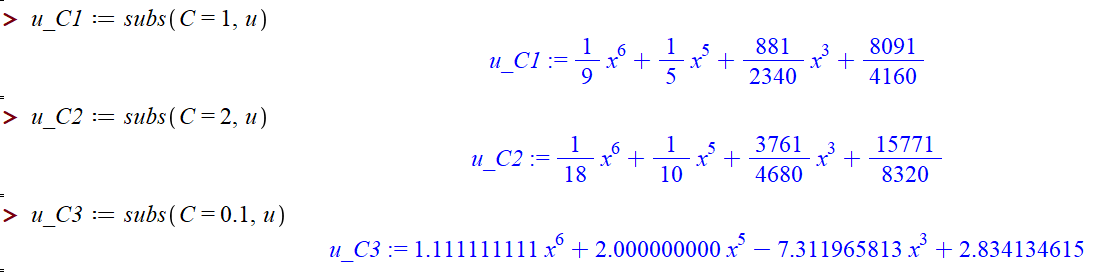 > u_C1 := subs(C = 1, u)
u_C1 := 1/9 x^6 + 1/5 x^5 + 881/2340 x^3 + 8091/4160
> u_C2 := subs(C = 2, u)
u_C2 := 1/18 x^6 + 1/10 x^5 + 3761/4680 x^3 + 15771/8320
> u_C3 := subs(C = 0.1, u)
u_C3 := 1.111111111 x^6 + 2.000000000 x^5 − 7.311965813 x^3 + 2.834134615